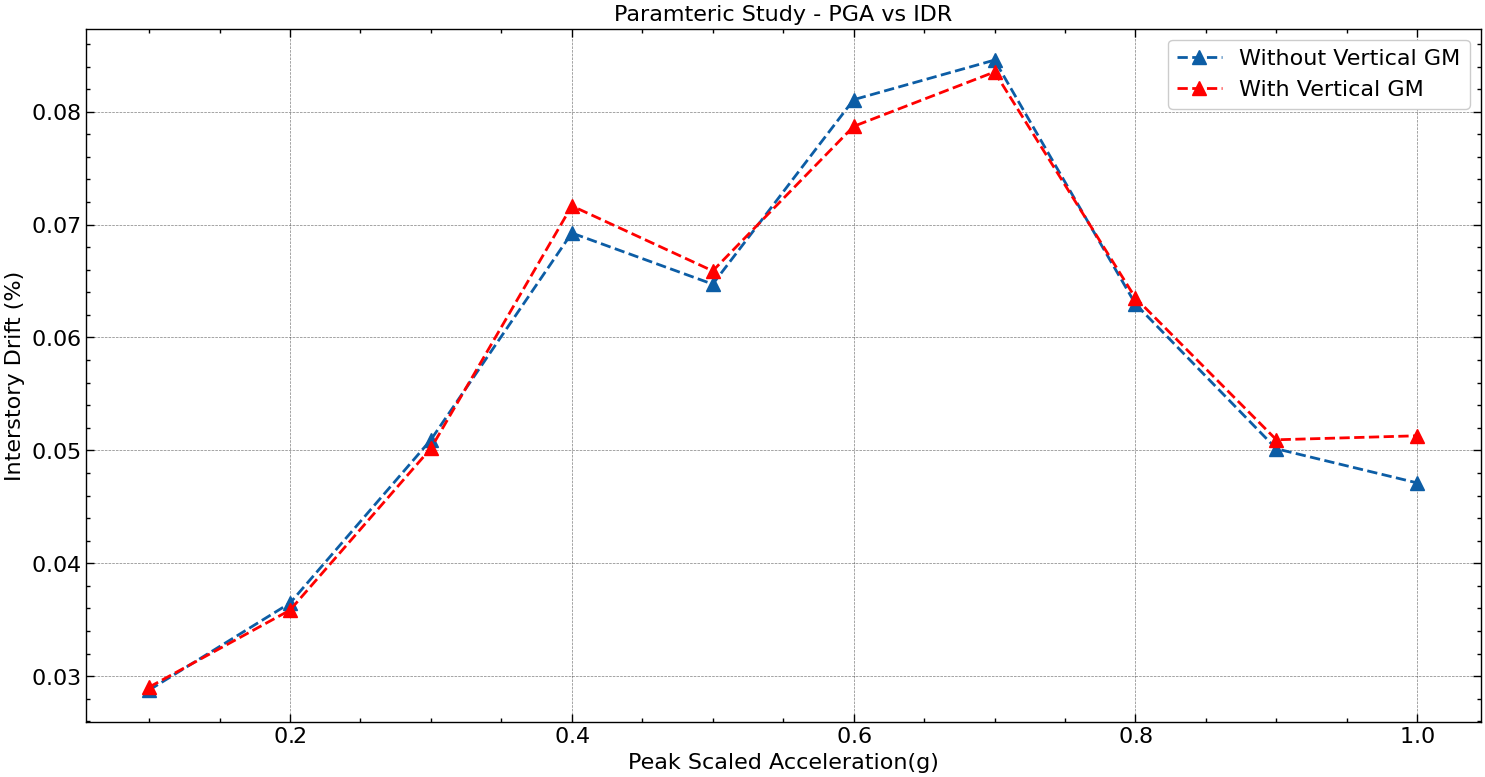 Paramteric Study - PGA vs IDR
Without Vertical GM
With Vertical GM
Interstory Drift (%)
0.08
0.07
0.06
0.05
0.04
0.03
0.2 0.4 0.6 0.8 1.0
Peak Scaled Acceleration(g)